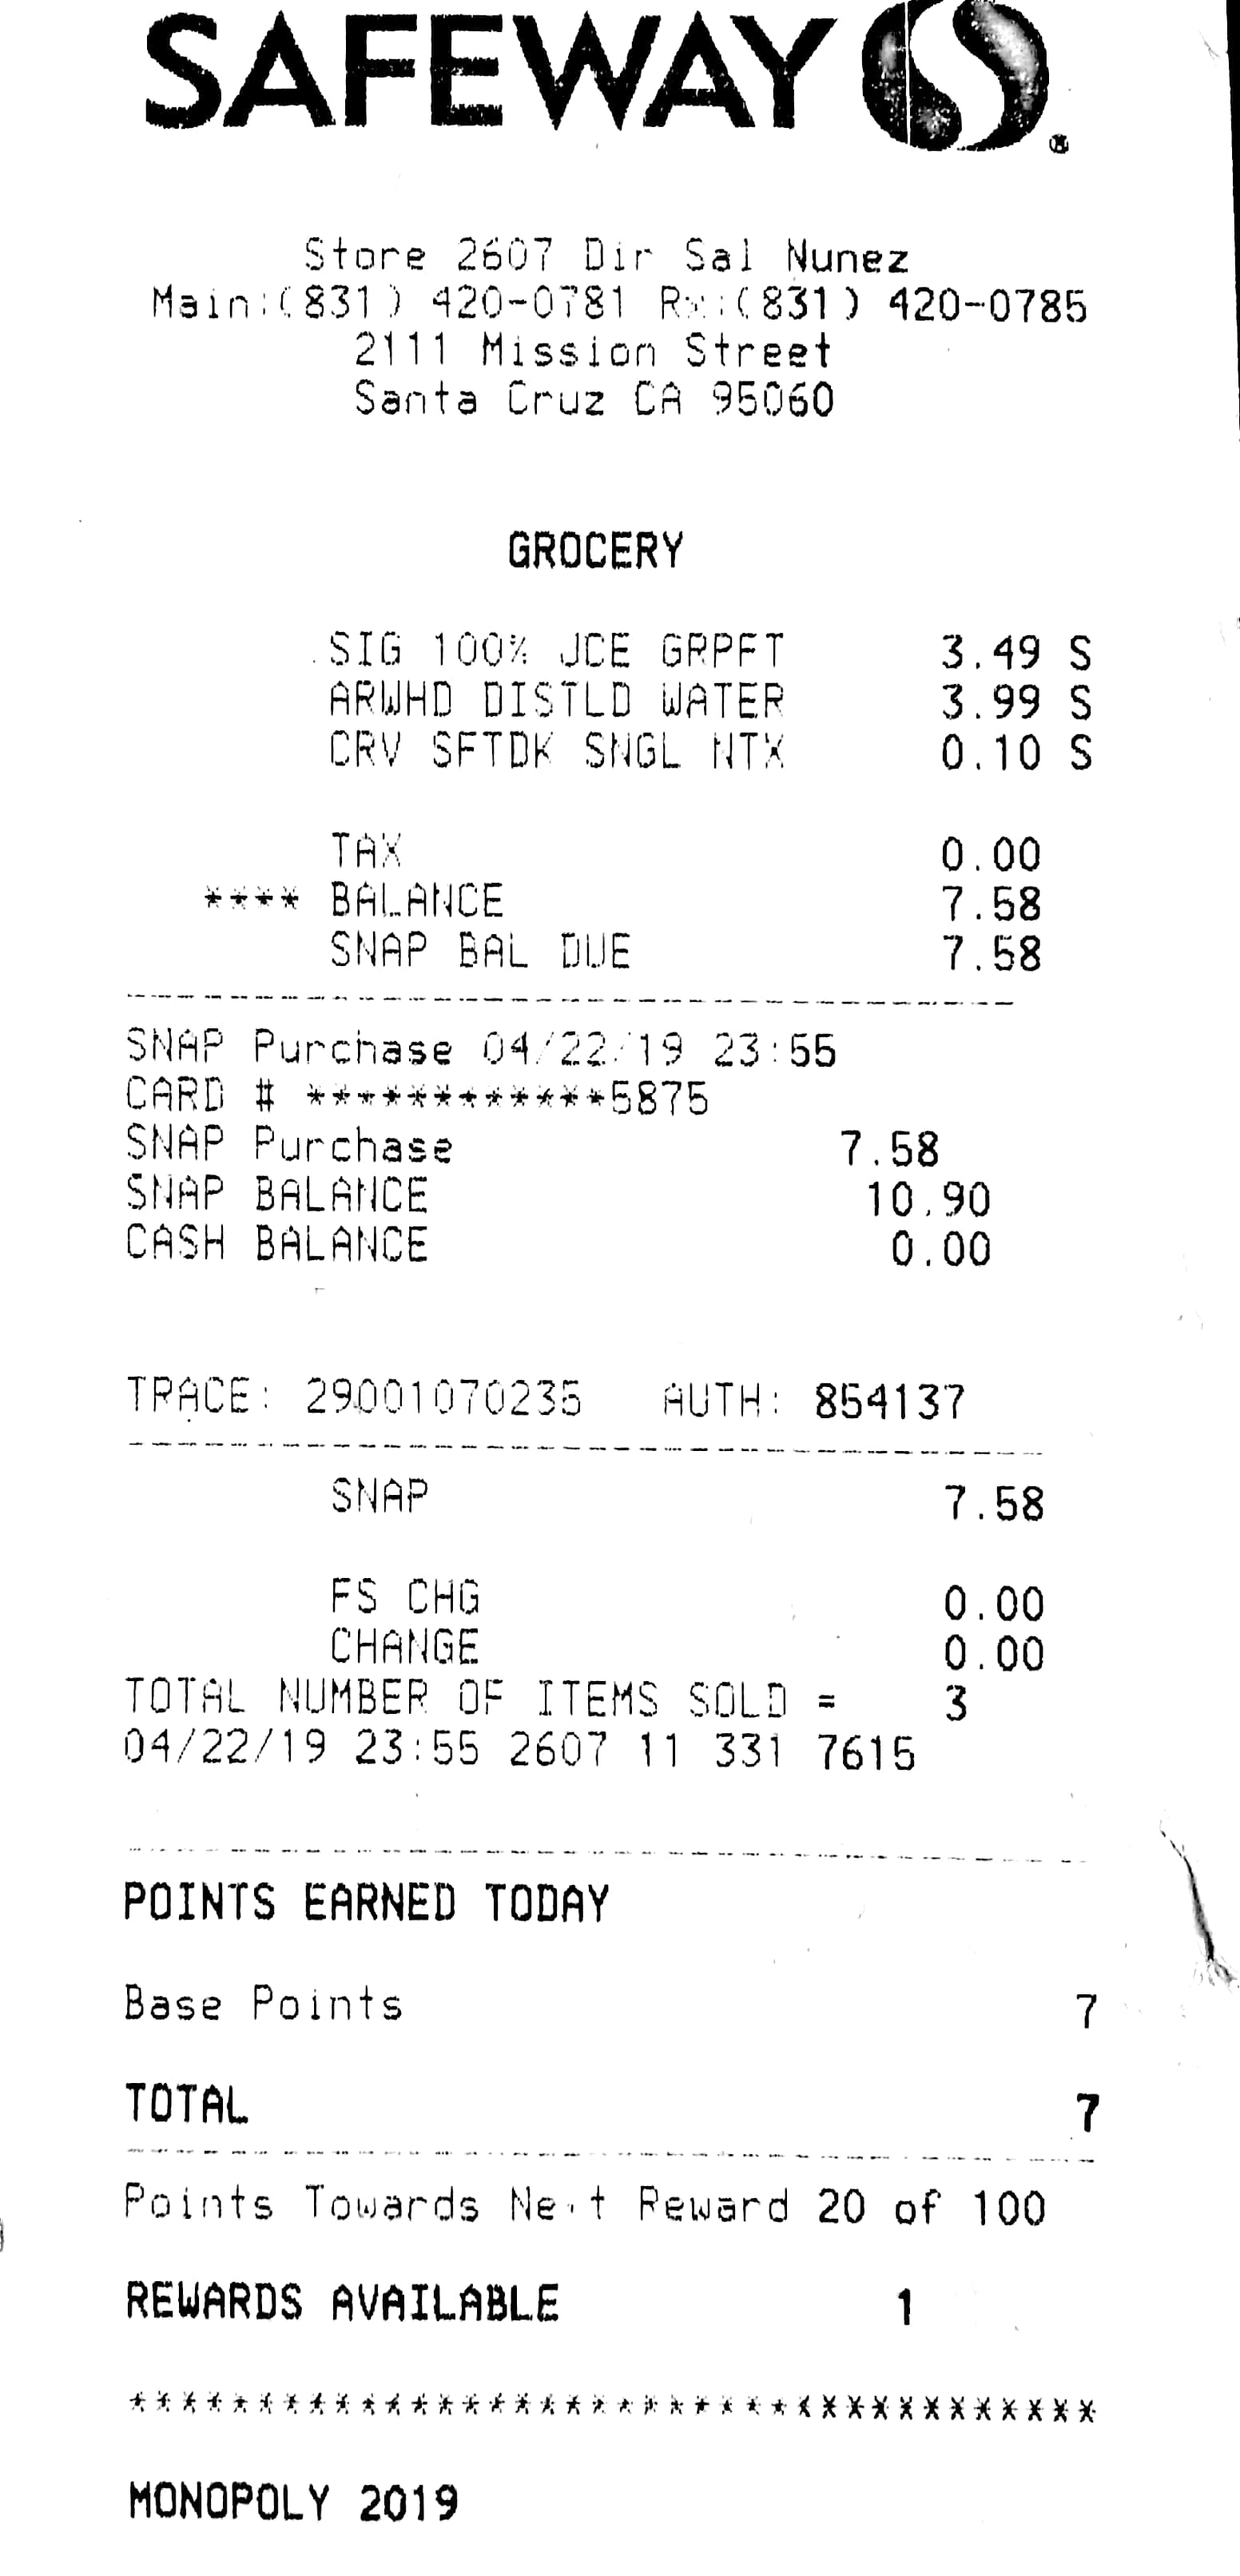 SAFEWAY
Store 2607 Dir Sal Nunez
Main:(831) 420-0781 Rx:(831) 420-0785
2111 Mission Street
Santa Cruz CA 95060
GROCERY
SIG 100% JCE GRPFT 3.49 S
ARWHD DISTLD WATER 3.99 S
CRV SFTDK SNGL NTX 0.10 S
TAX 0.00
**** BALANCE 7.58
SNAP BAL DUE 7.58
SNAP Purchase 04/22/19 23:55
CARD # ************5875
SNAP Purchase 7.58
SNAP BALANCE 10.90
CASH BALANCE 0.00
TRACE: 29001070235 AUTH: 854137
SNAP 7.58
FS CHG 0.00
CHANGE 0.00
TOTAL NUMBER OF ITEMS SOLD = 3
04/22/19 23:55 2607 11 331 7615
POINTS EARNED TODAY
Base Points 7
TOTAL 7
Points Towards Next Reward 20 of 100
REWARDS AVAILABLE 1
**************************************
MONOPOLY 2019